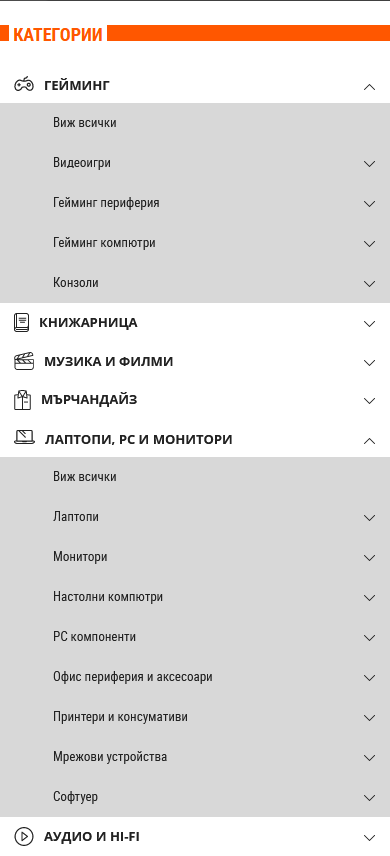 КАТЕГОРИИ
ГЕЙМИНГ
Виж всички
Видеоигри
Гейминг периферия
Гейминг компютри
Конзоли
КНИЖАРНИЦА
МУЗИКА И ФИЛМИ
МЪРЧАНДАЙЗ
ЛАПТОПИ, PC И МОНИТОРИ
Виж всички
Лаптопи
Монитори
Настолни компютри
PC компоненти
Офис периферия и аксесоари
Принтери и консумативи
Мрежови устройства
Софтуер
АУДИО И HI-FI